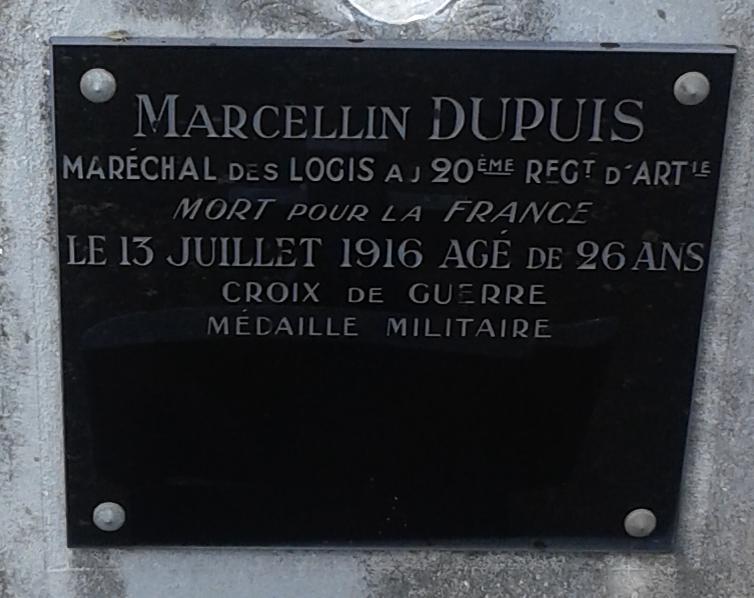 MARCELLIN DUPUIS
MARÉCHAL DES LOGIS AJ 20ÈME REGT D'ARTIE
MORT POUR LA FRANCE
LE 13 JUILLET 1916 AGÉ DE 26 ANS
CROIX DE GUERRE
MÉDAILLE MILITAIRE